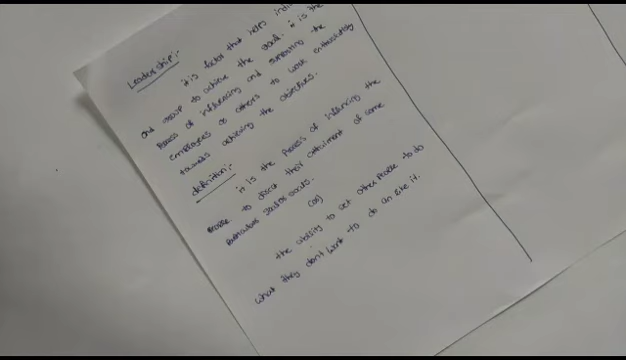 Leadership:-
it is factor that helps indi
and group to achieve the goals. it is the
Process of influencing and supporting the
employees or others to work enthusiastically
towards achieving the objectives.
definition:-
it is the Process of influencing the
People to direct their attainment of some
goals.
(or)
the ability to get other People to do
what they don't want to do an like it.